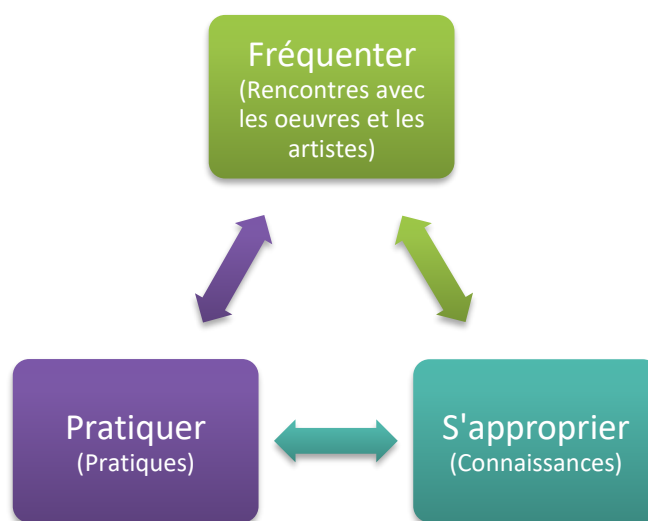 Fréquenter
(Rencontres avec
les oeuvres et les
artistes)
Pratiquer
(Pratiques)
S'approprier
(Connaissances)